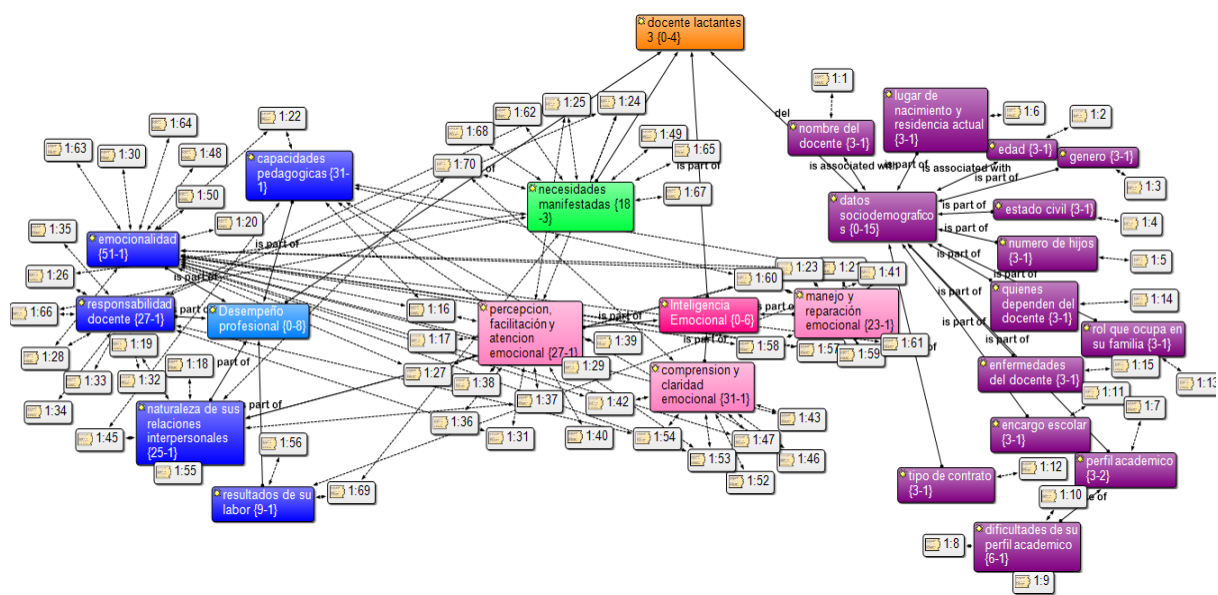 docente lactantes
3 {0-4}
1:1
1:25
1:24
1:62
1:22
1:64
1:68
1:49
1:65
1:63
1:30
1:48
1:70
1:67
1:50
1:20
1:35
1:26
1:66
del
lugar de
nacimiento y
residencia actual
{3-1}
1:6
1:2
nombre del
docente {3-1}
edad {3-1}
genero {3-1}
is associated with
is part of
is associated with
is part of
1:3
capacidades
pedagogicas {31-
1}
of
is part of
necesidades
manifestadas {18
-3}
datos
sociodemografico
s {0-15}
is part of
estado civil {3-1}
1:4
is part of
numero de hijos
{3-1}
1:5
emocionalidad
{51-1}
is part of
is part of
is part of
quienes
dependen del
docente {3-1}
1:14
responsabilidad
docente {27-1}
part of
Desempeño
profesional {0-8}
1:16
1:17
percepcion,
facilitación y
atencion
emocional {27-1}
Inteligencia
Emocional {0-6}
is part of
1:60
1:23
1:41
manejo y
reparación
emocional {23-1}
1:39
is part of
1:58
1:57
1:59
1:61
of
is part of
rol que ocupa en
su familia {3-1}
1:13
1:28
1:19
1:18
part of
1:33
1:32
1:34
1:27
1:38
1:29
comprension y
claridad
emocional {31-1}
enfermedades
del docente {3-1}
1:15
1:11
1:7
naturaleza de sus
relaciones
interpersonales
{25-1}
part of
1:45
1:55
1:56
1:36
1:37
1:31
1:40
1:42
1:54
1:43
1:47
1:46
1:53
1:52
encargo escolar
{3-1}
perfil academico
{3-2}
tipo de contrato
{3-1}
1:12
1:10
e of
resultados de su
labor {9-1}
1:69
dificultades de su
perfil academico
{6-1}
1:8
1:9